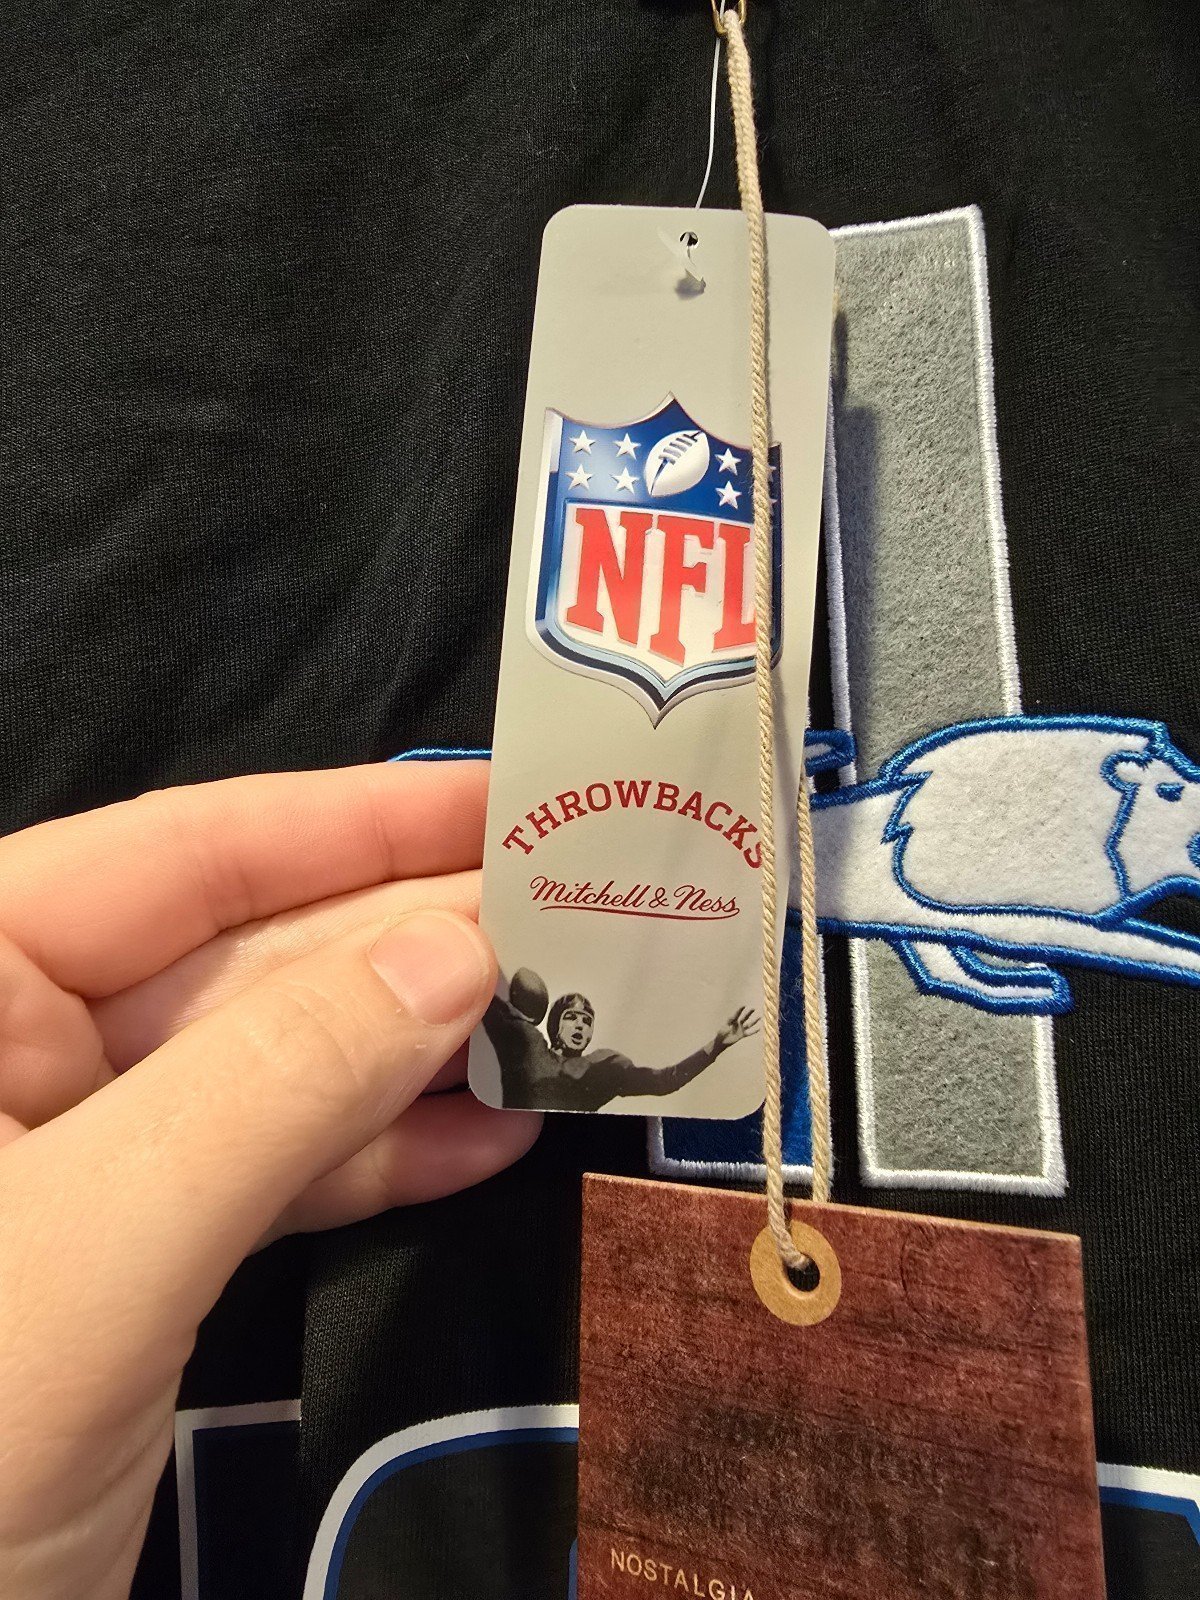 NFL
THROWBACKS
Mitchell & Ness
NOSTALGIA